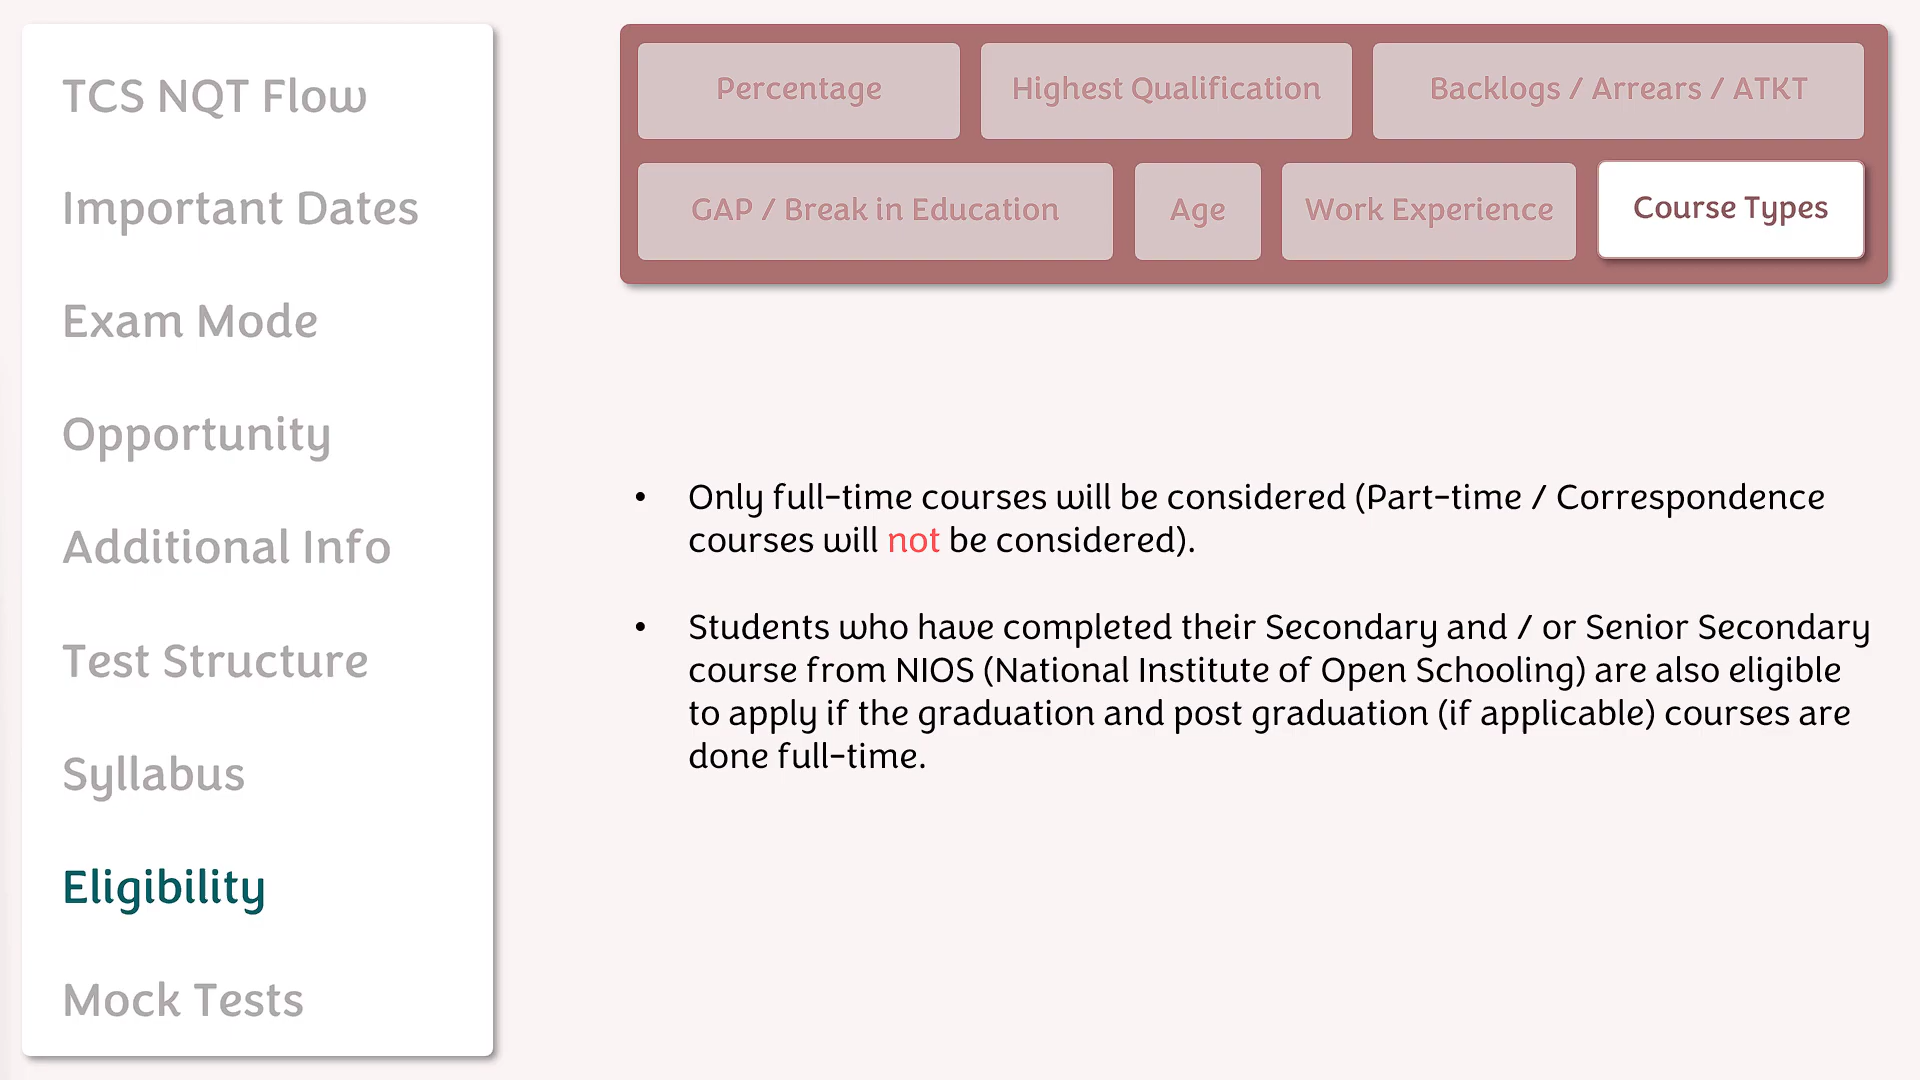 TCS NQT Flow
Important Dates
Exam Mode
Opportunity
Additional Info
Test Structure
Syllabus
Eligibility
Mock Tests
Percentage
Highest Qualification
Backlogs / Arrears / ATKT
GAP / Break in Education
Age
Work Experience
Course Types
• Only full-time courses will be considered (Part-time / Correspondence
courses will not be considered).
• Students who have completed their Secondary and / or Senior Secondary
course from NIOS (National Institute of Open Schooling) are also eligible
to apply if the graduation and post graduation (if applicable) courses are
done full-time.